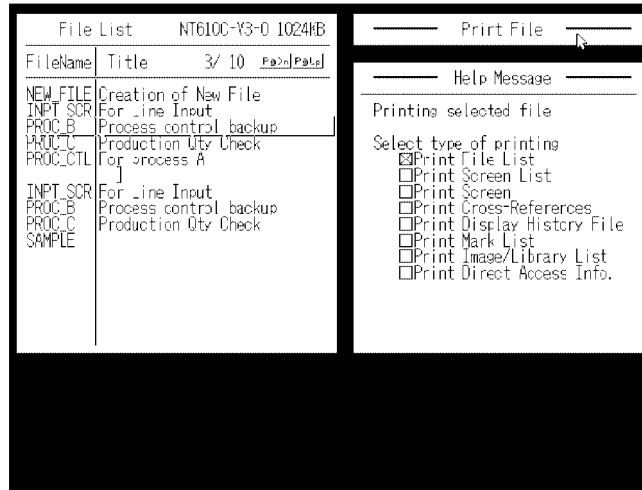 File List NT610C-V3-0 1024KB
FileName Title 3/ 10 PgDn PgUp
NEW_FILE Creation of New File
INPT_SCR For Line Input
PROC_B Process control backup
PROC_C Production Qty Check
PROC_CTL For process A
]
INPT_SCR For Line Input
PROC_B Process control backup
PROC_C Production Qty Check
SAMPLE
Print File
Help Message
Printing selected file
Select type of printing
Print File List
Print Screen List
Print Screen
Print Cross-References
Print Display History File
Print Mark List
Print Image/Library List
Print Direct Access Info.